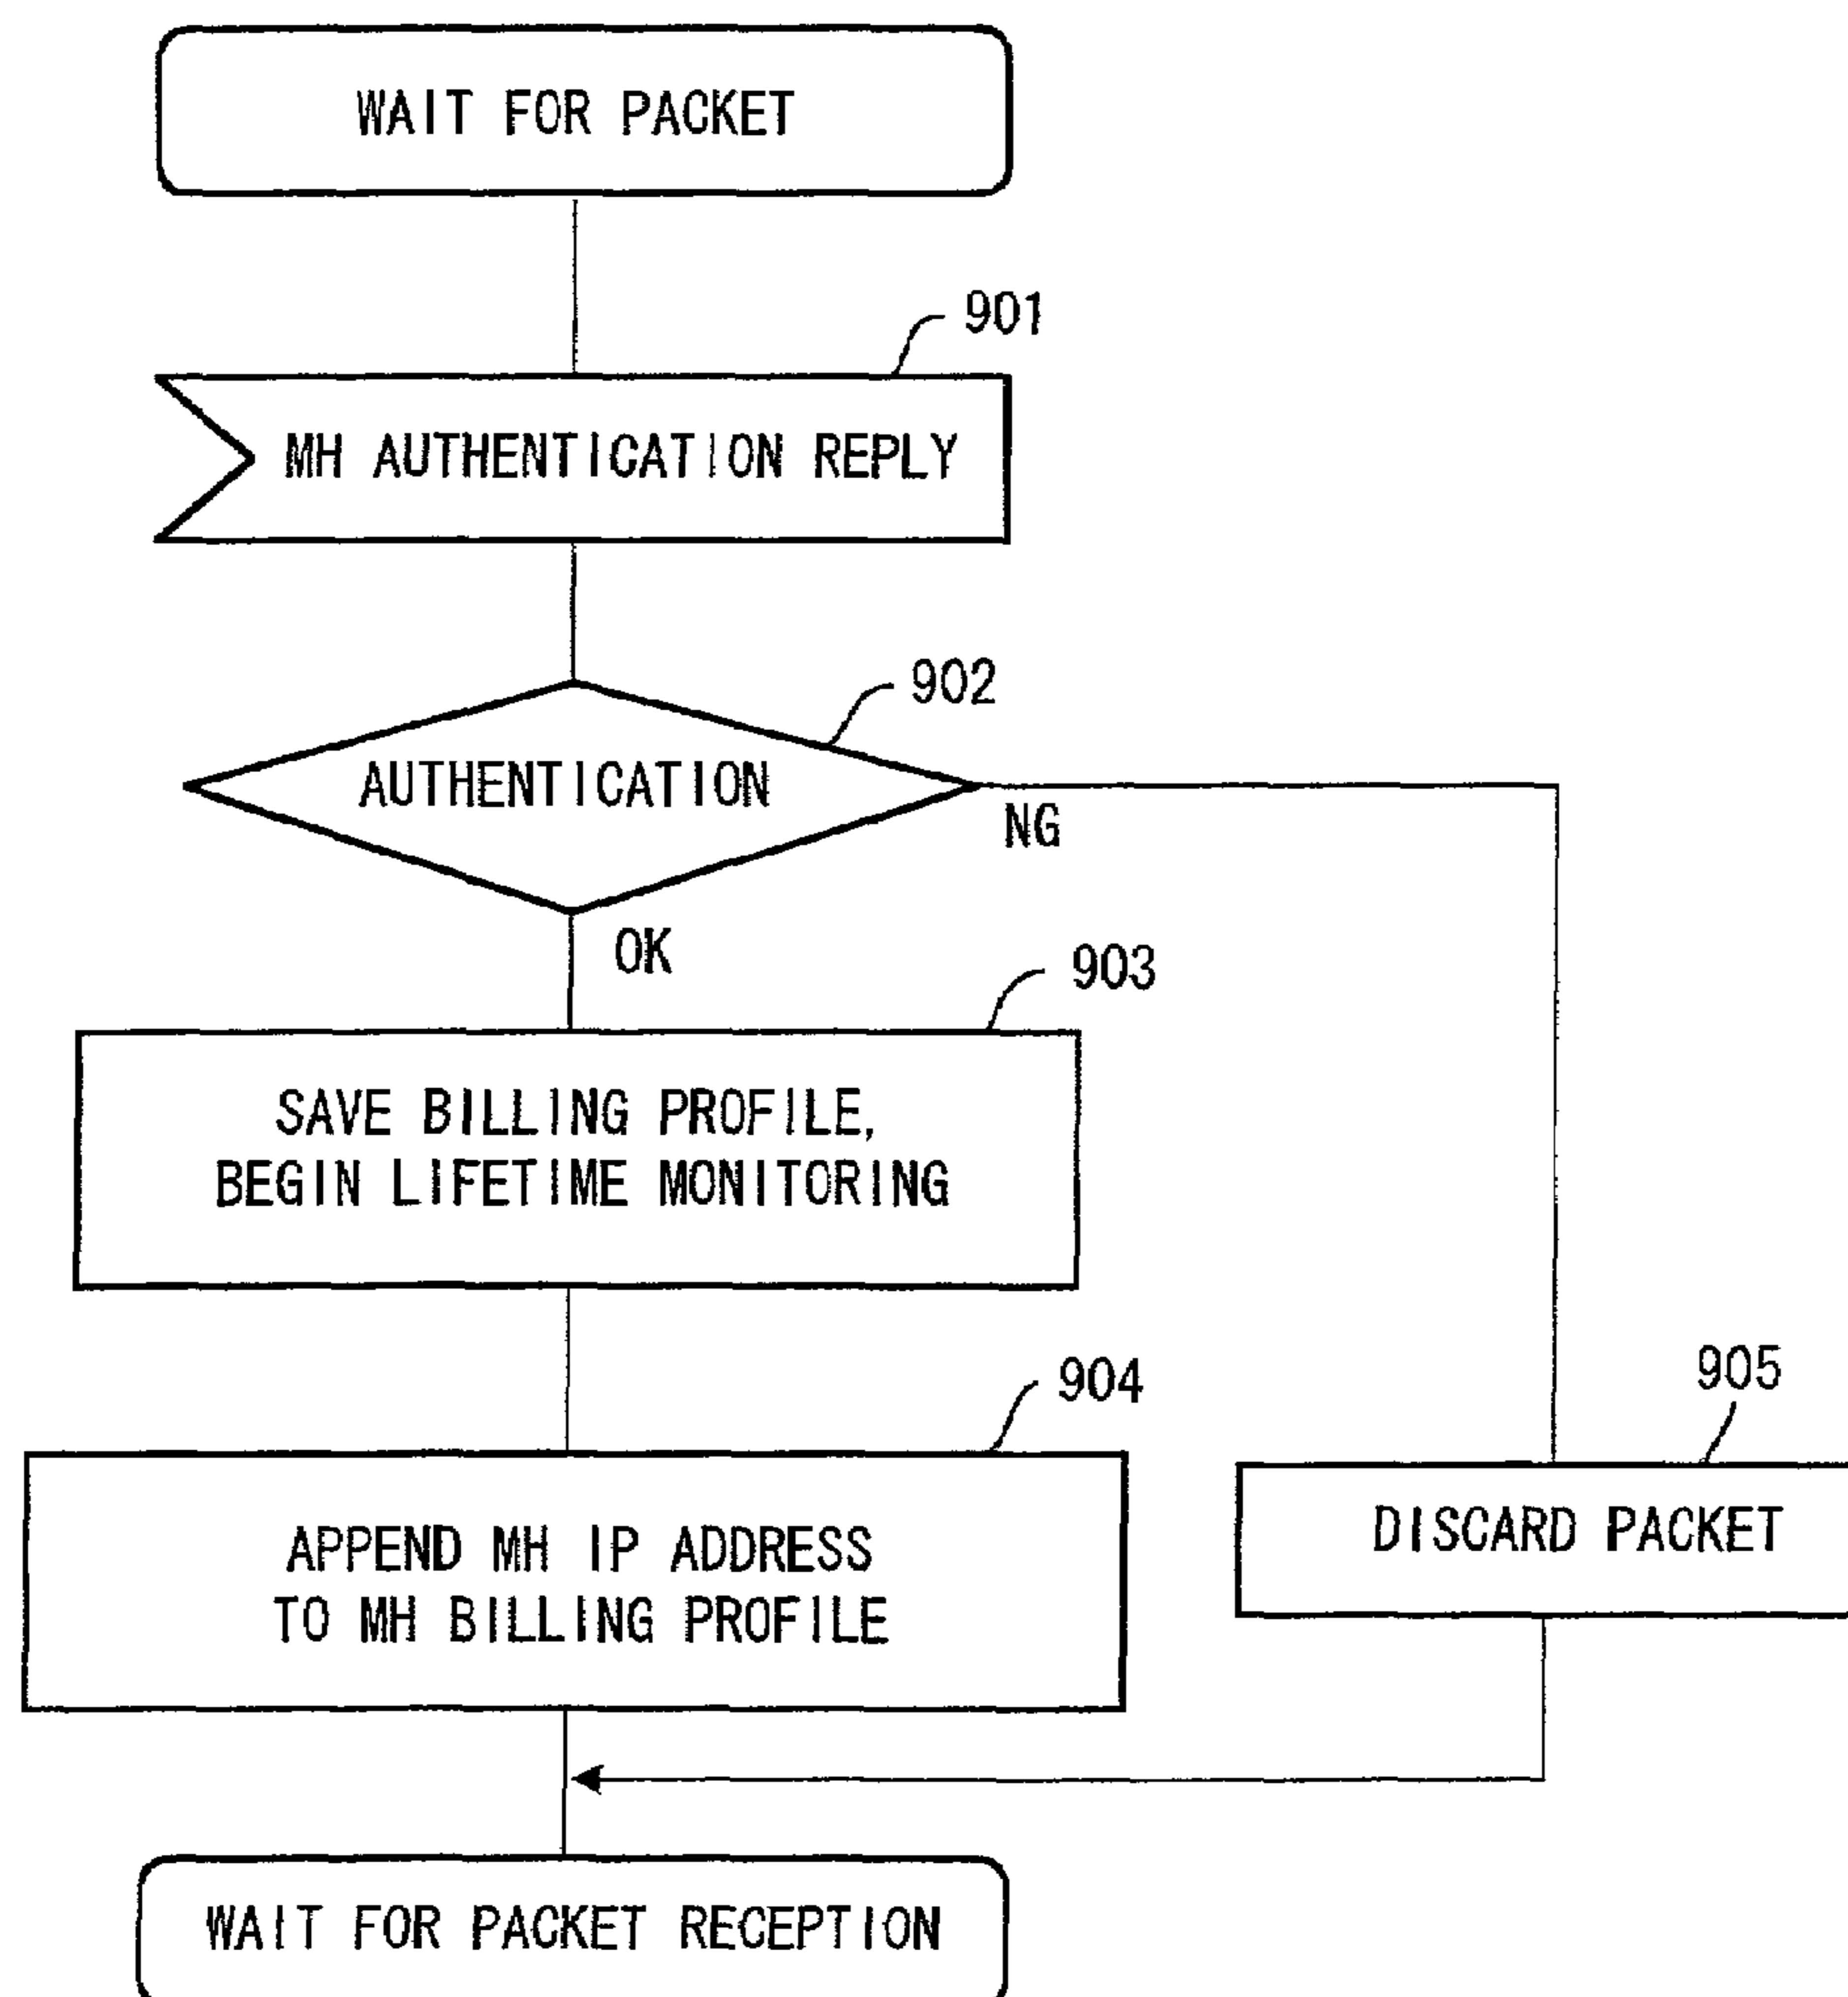 WAIT FOR PACKET
901
MH AUTHENTICATION REPLY
902
AUTHENTICATION
NG
OK
903
SAVE BILLING PROFILE,
BEGIN LIFETIME MONITORING
904
APPEND MH IP ADDRESS
TO MH BILLING PROFILE
905
DISCARD PACKET
WAIT FOR PACKET RECEPTION